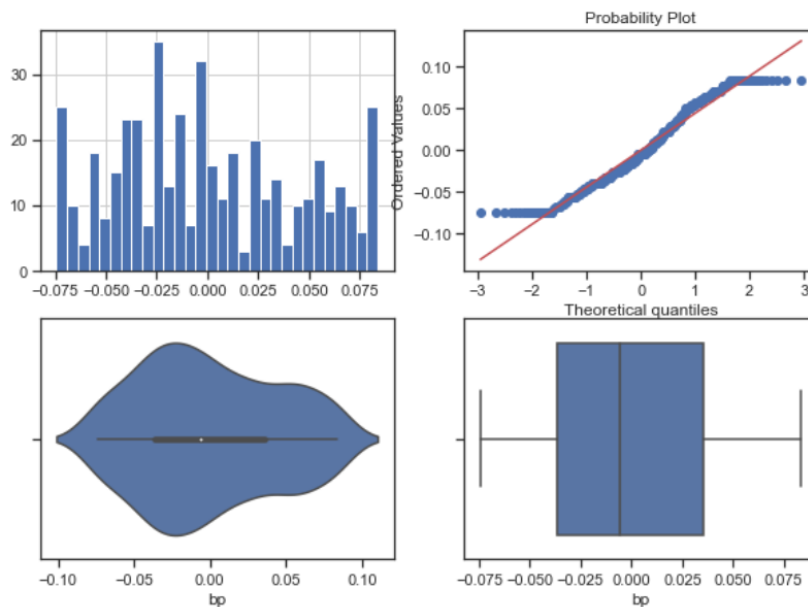 Probability Plot
30
20
10
0
−0.075 −0.050 −0.025 0.000 0.025 0.050 0.075
Ordered Values
0.10
0.05
0.00
−0.05
−0.10
−3 −2 −1 0 1 2 3
Theoretical quantiles
−0.10 −0.05 0.00 0.05 0.10
bp
−0.075 −0.050 −0.025 0.000 0.025 0.050 0.075
bp